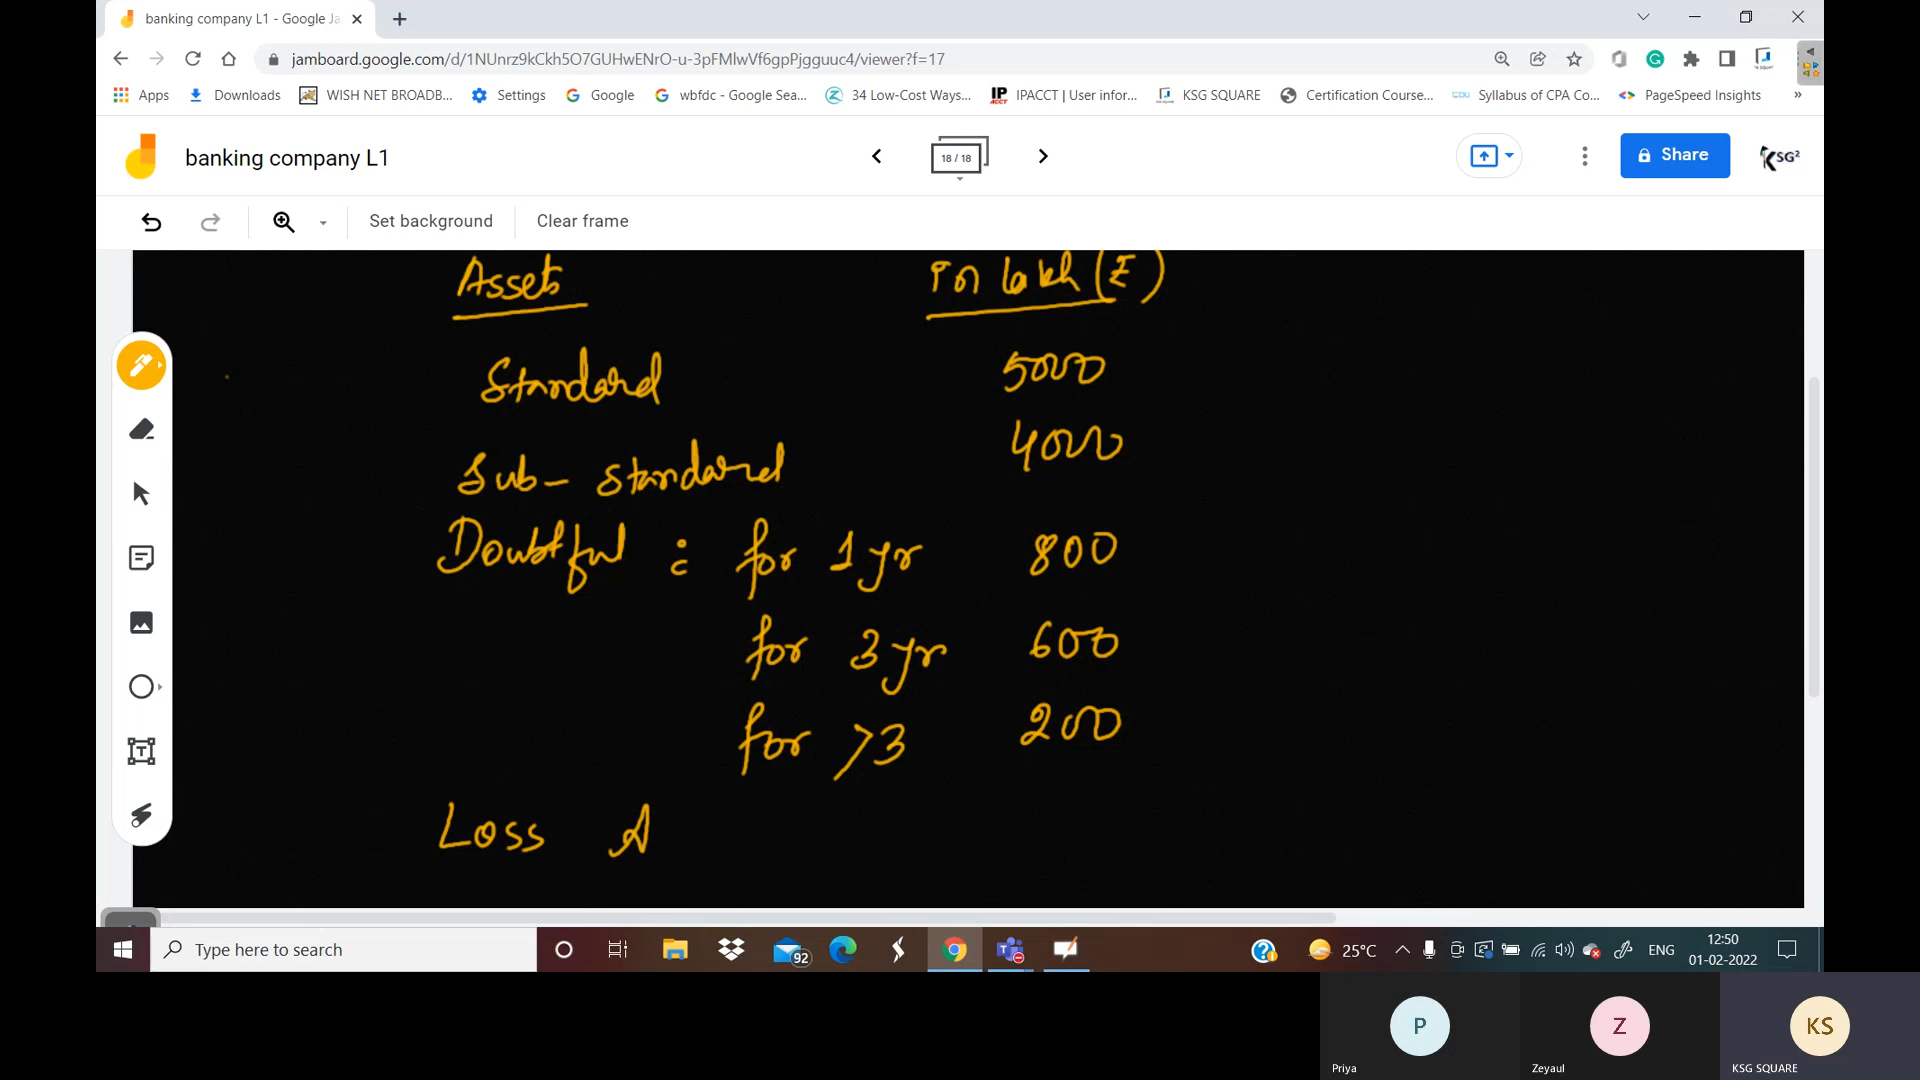 banking company L1 - Google Ja
jamboard.google.com/d/1NUnrz9kCkh5O7GUHwENrO-u-3pFMlwVf6gpPjgguuc4/viewer?f=17
Apps Downloads WISH NET BROADB... Settings Google wbfdc - Google Sea... 34 Low-Cost Ways... IPACCT | User infor... KSG SQUARE Certification Course... Syllabus of CPA Co... PageSpeed Insights »
banking company L1 18 / 18 Share KSG²
Set background Clear frame
Assets in lakh (₹)
Standard 5000
Sub-standard 4000
Doubtful : for 1 yr 800
for 3 yr 600
for >3 200
Loss A
Type here to search 92 25°C ENG 12:50
01-02-2022
P Z KS
Priya Zeyaul KSG SQUARE